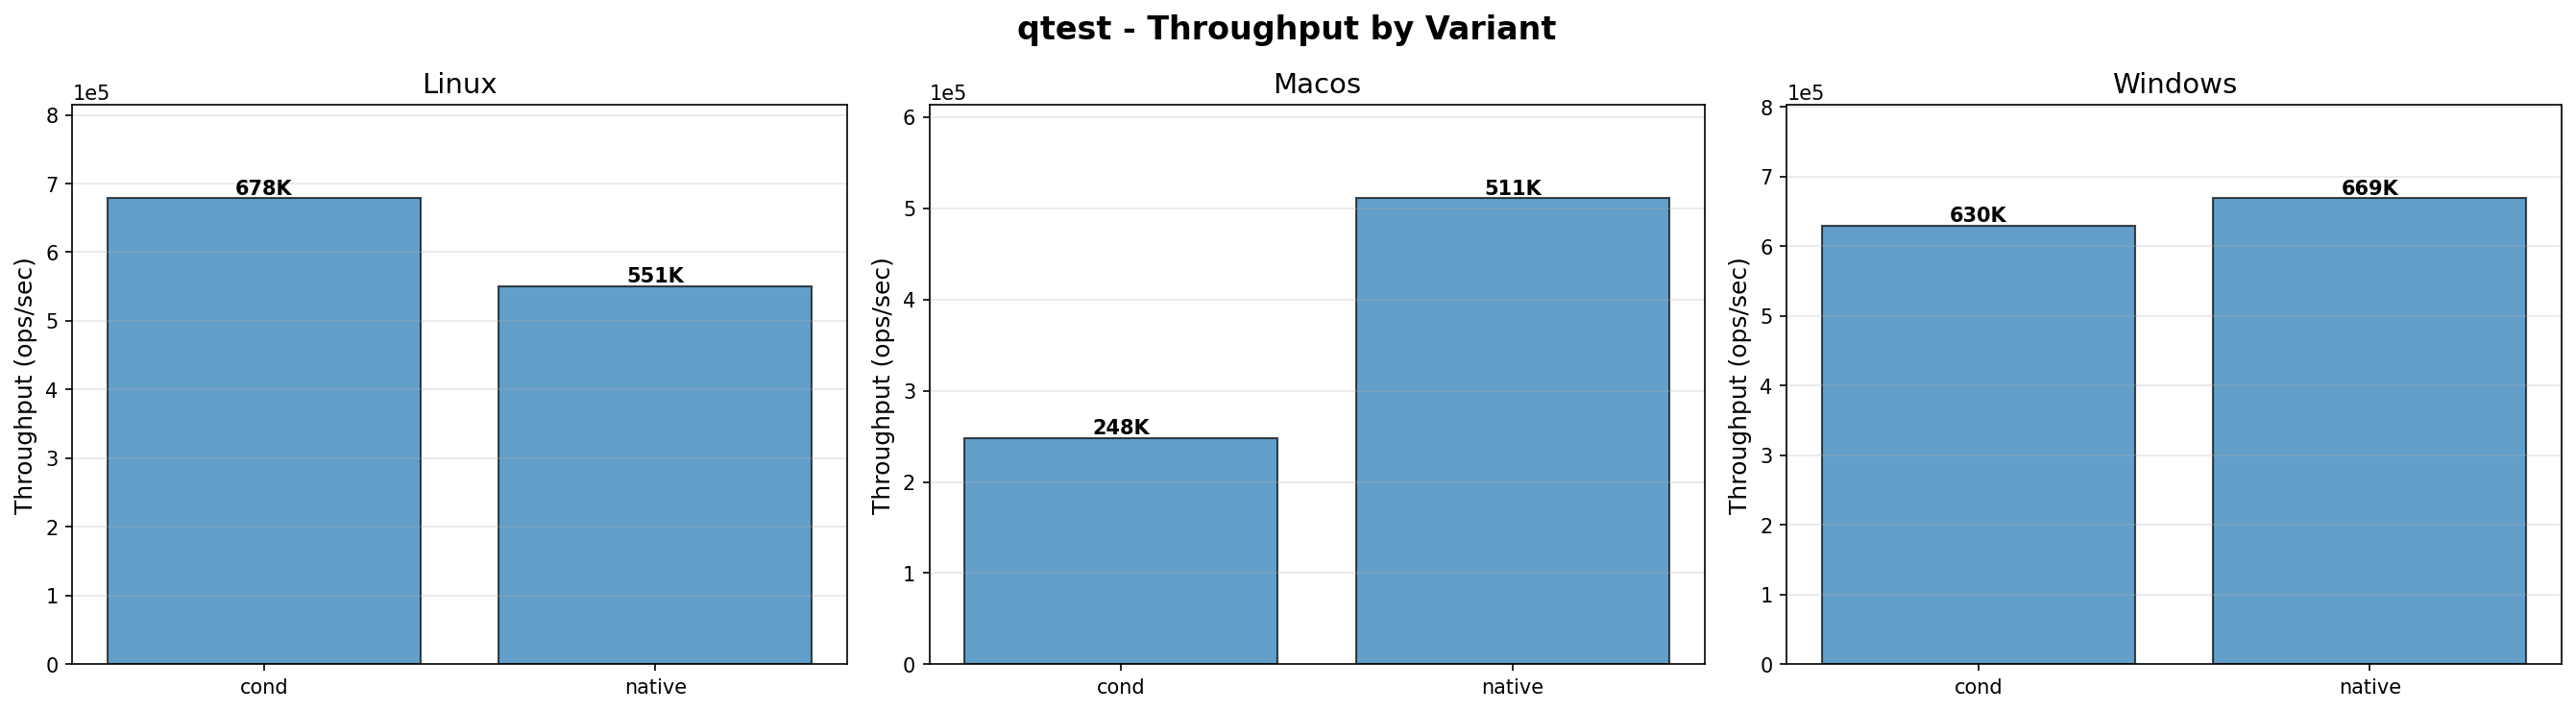 qtest - Throughput by Variant
Linux
1e5
8
7
6
5
4
3
2
1
0
Throughput (ops/sec)
678K
551K
cond
native
Macos
1e5
6
5
4
3
2
1
0
Throughput (ops/sec)
248K
511K
cond
native
Windows
1e5
8
7
6
5
4
3
2
1
0
Throughput (ops/sec)
630K
669K
cond
native